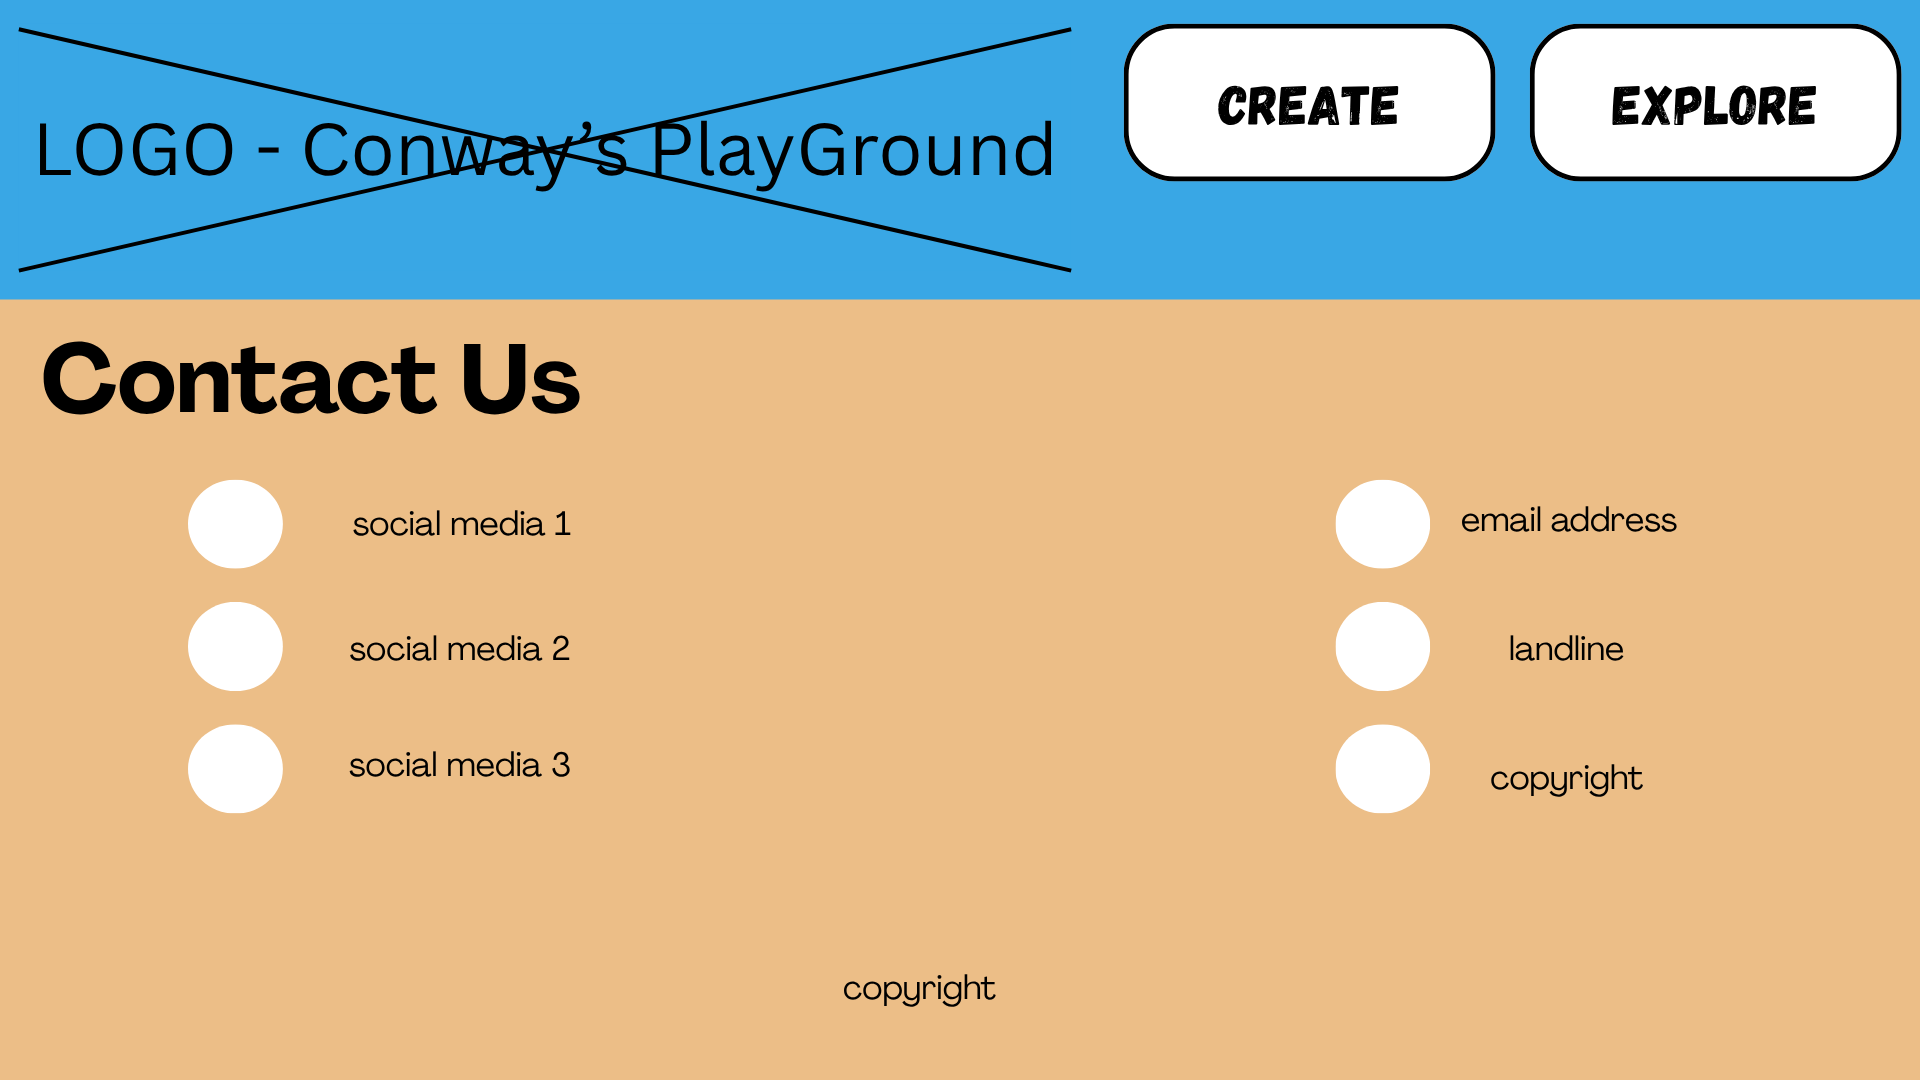 LOGO - Conway’s PlayGround
CREATE
EXPLORE
Contact Us
social media 1
social media 2
social media 3
email address
landline
copyright
copyright